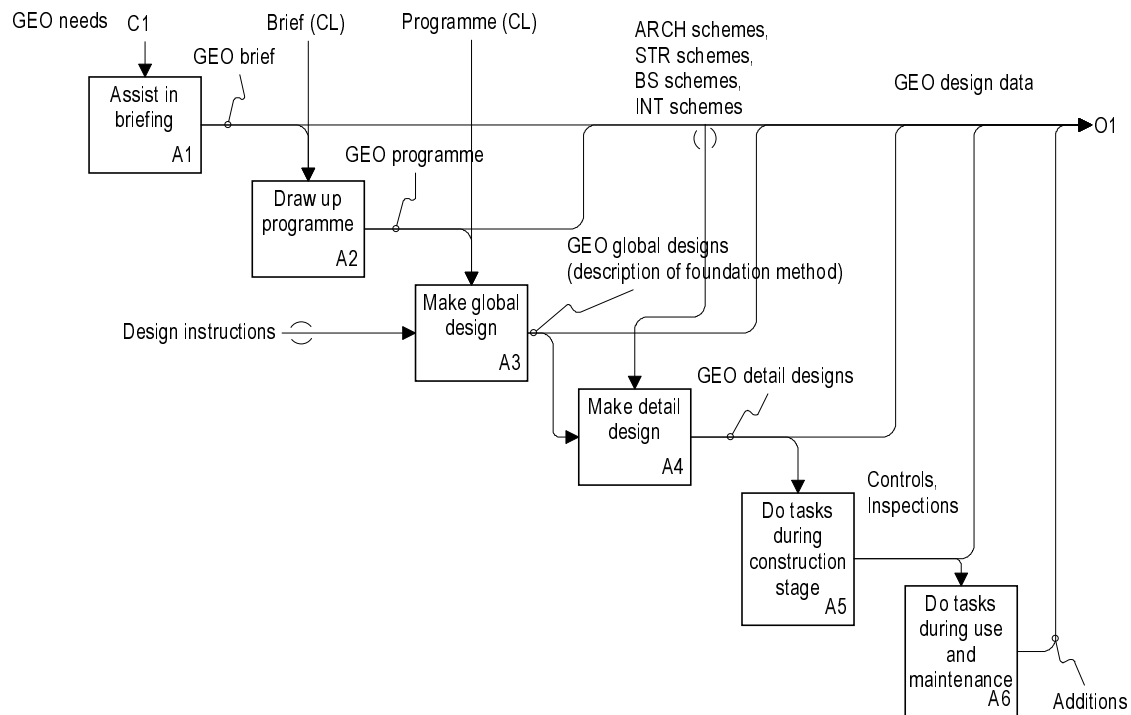 GEO needs
C1
Brief (CL)
Programme (CL)
ARCH schemes,
STR schemes,
BS schemes,
INT schemes
GEO brief
GEO design data
Assist in
briefing
A1
O1
GEO programme
Draw up
programme
A2
GEO global designs
(description of foundation method)
Make global
design
A3
Design instructions
GEO detail designs
Make detail
design
A4
Controls,
Inspections
Do tasks
during
construction
stage
A5
Do tasks
during use
and
maintenance
A6
Additions